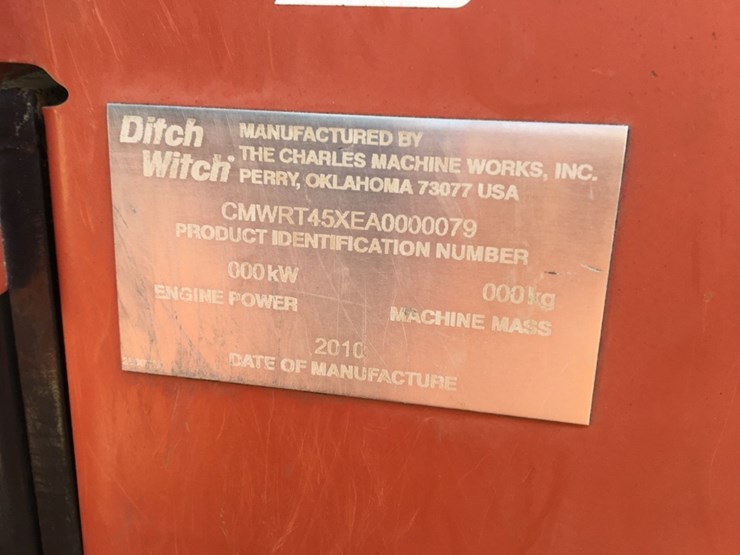 Ditch Witch®
MANUFACTURED BY
THE CHARLES MACHINE WORKS, INC.
PERRY, OKLAHOMA 73077 USA
CMWRT45XEA0000079
PRODUCT IDENTIFICATION NUMBER
000 kW
ENGINE POWER
000 kg
MACHINE MASS
2010
DATE OF MANUFACTURE